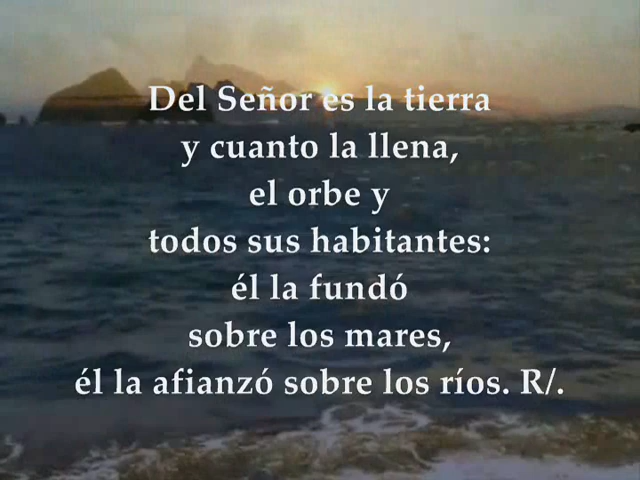 Del Señor es la tierra
y cuanto la llena,
el orbe y
todos sus habitantes:
él la fundó
sobre los mares,
él la afianzó sobre los ríos. R/.